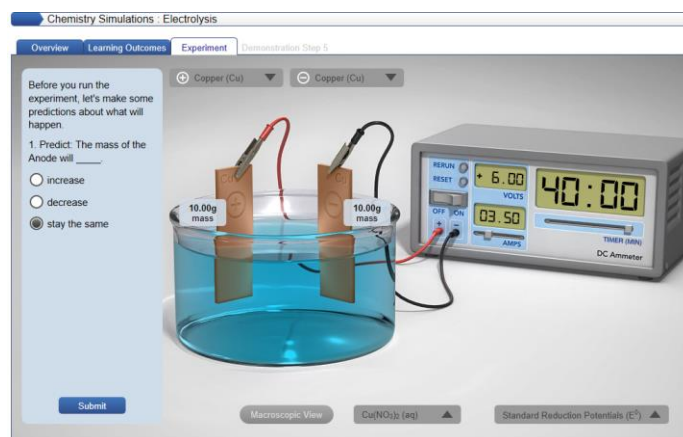 Chemistry Simulations : Electrolysis
Overview
Learning Outcomes
Experiment
Demonstration Step 5
Before you run the
experiment, let's make some
predictions about what will
happen.
1. Predict: The mass of the
Anode will ____.
increase
decrease
stay the same
Submit
+ Copper (Cu)
− Copper (Cu)
Cu
Cu
+
−
10.00g
mass
10.00g
mass
RERUN
RESET
+ 6.00
VOLTS
OFF ON
+ −
03.50
AMPS
40:00
TIMER (MIN)
DC Ammeter
Macroscopic View
Cu(NO₃)₂ (aq)
Standard Reduction Potentials (E⁰)